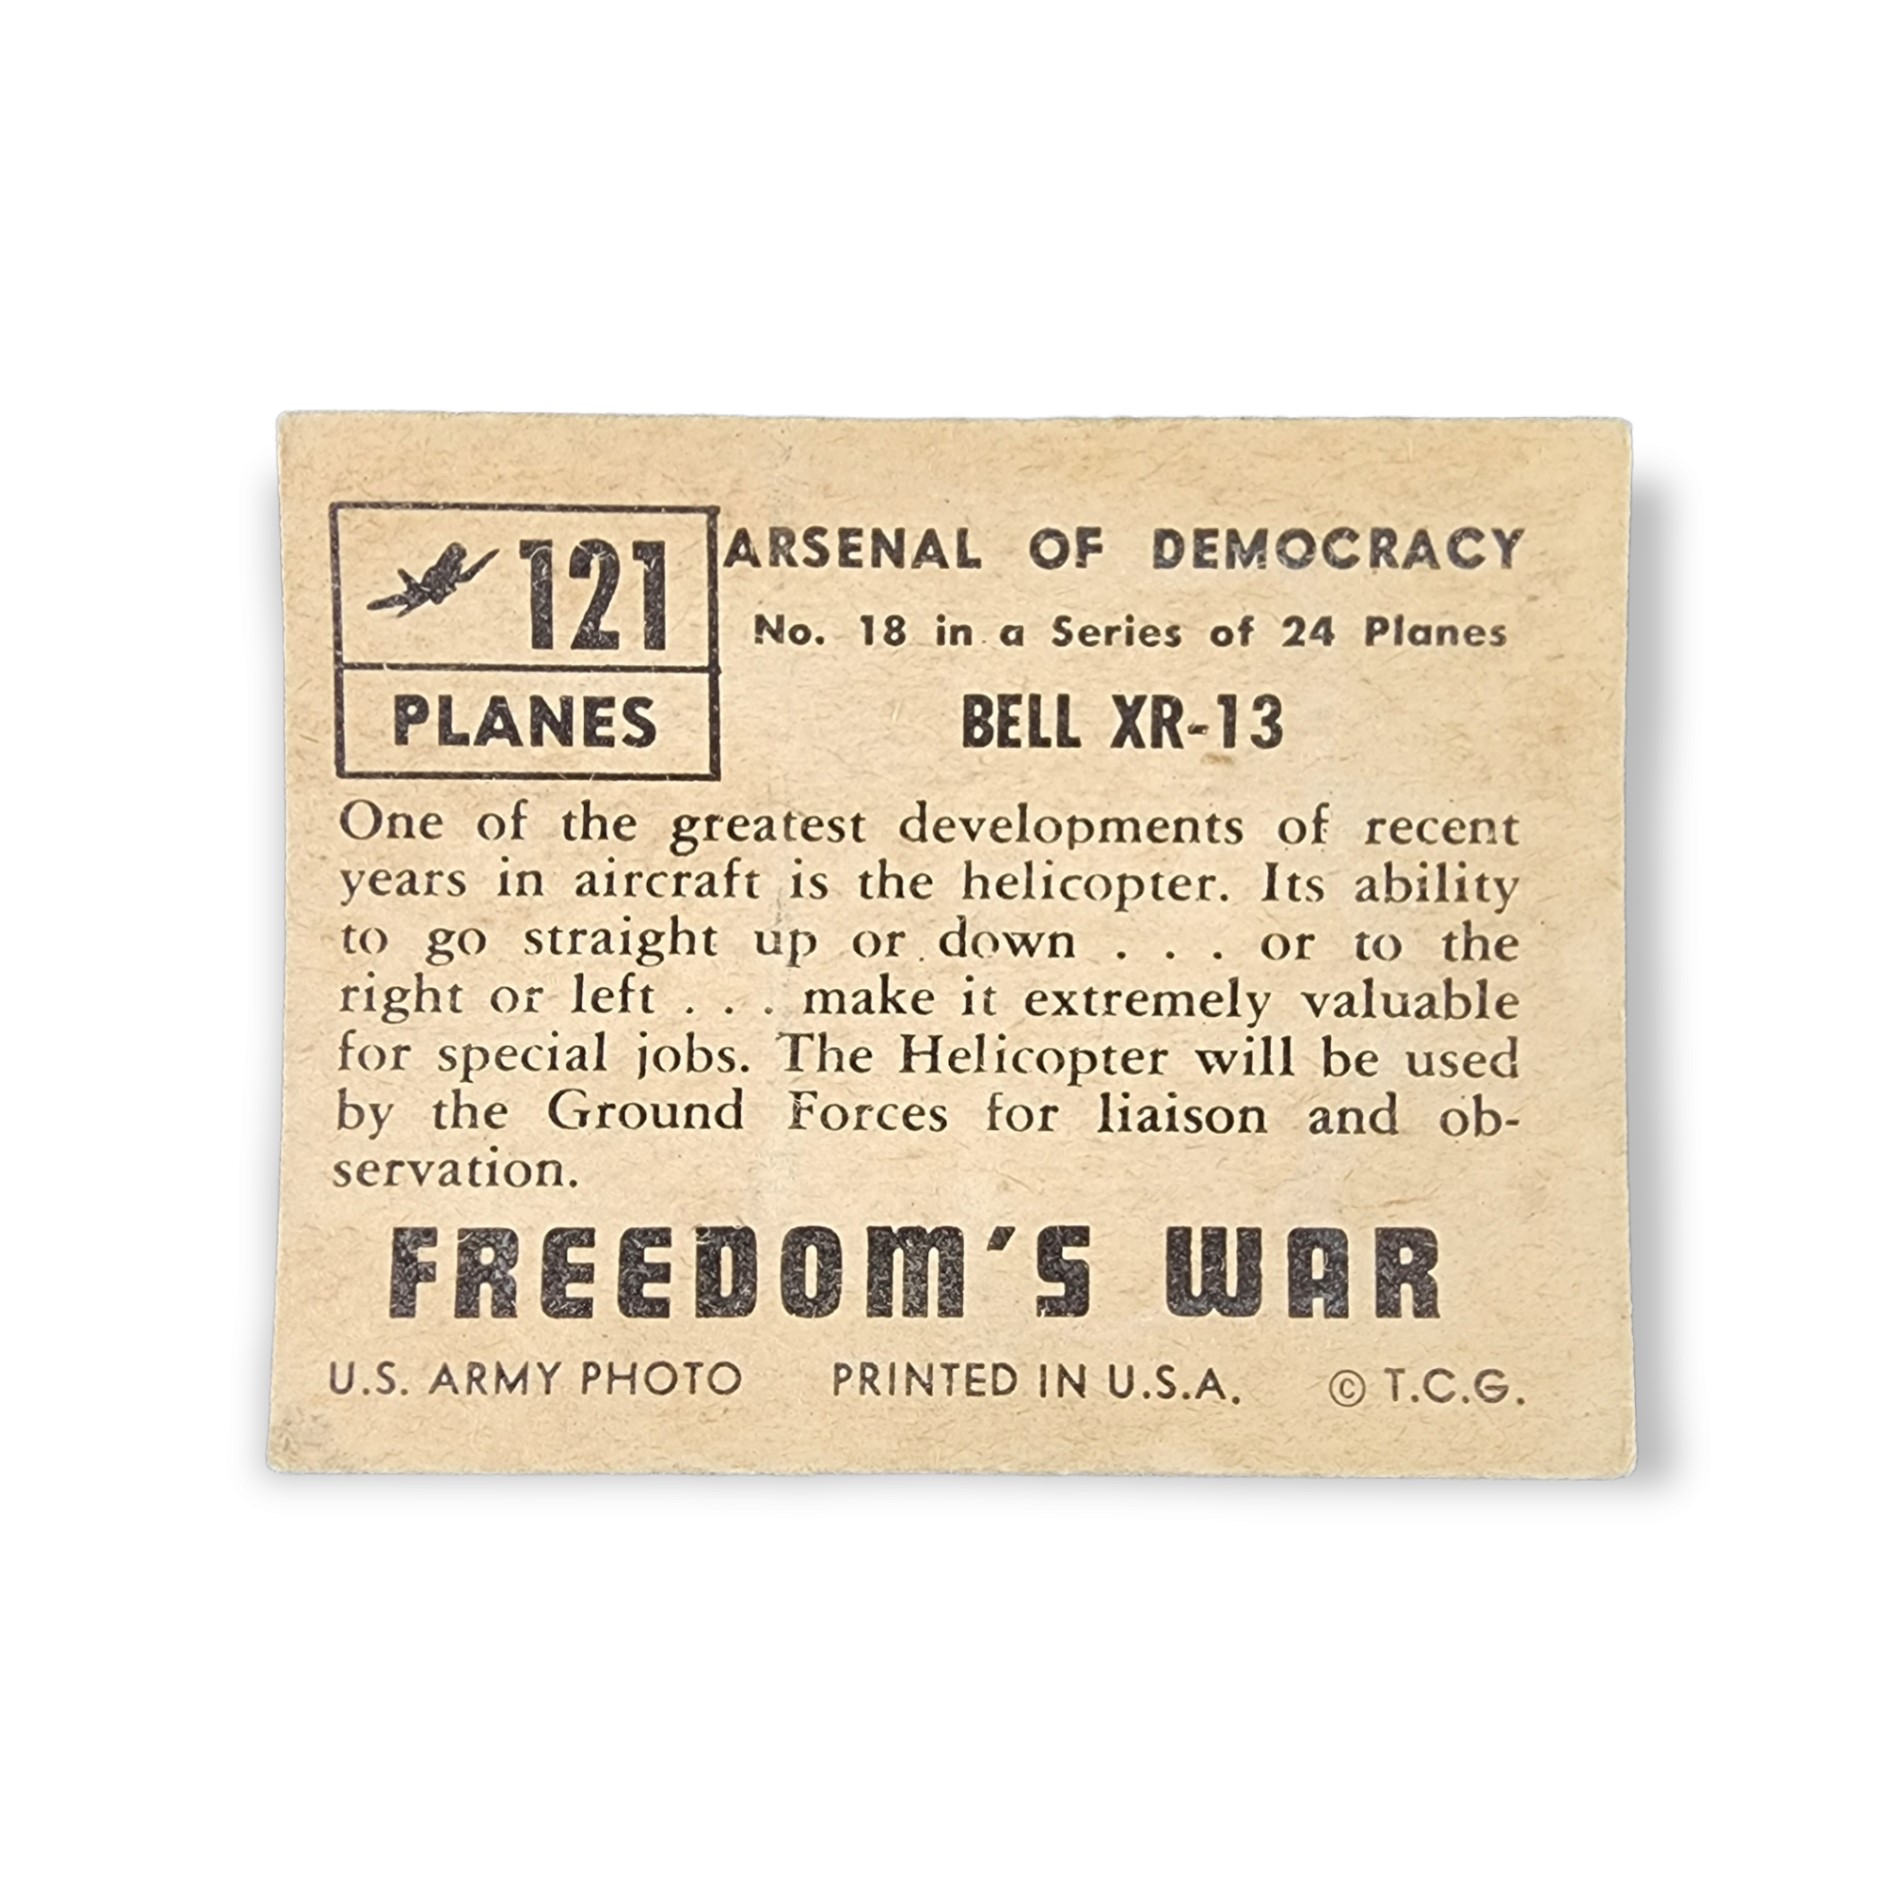 121
PLANES
ARSENAL OF DEMOCRACY
No. 18 in a Series of 24 Planes
BELL XR-13
One of the greatest developments of recent
years in aircraft is the helicopter. Its ability
to go straight up or down . . . or to the
right or left . . . make it extremely valuable
for special jobs. The Helicopter will be used
by the Ground Forces for liaison and ob-
servation.
FREEDOM'S WAR
U.S. ARMY PHOTO PRINTED IN U.S.A. © T.C.G.